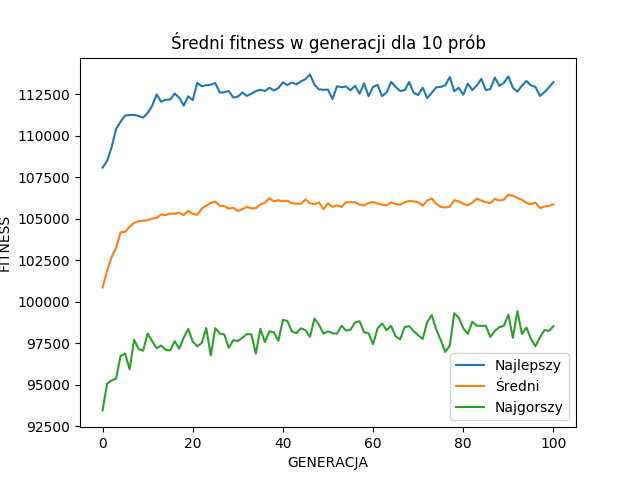 Średni fitness w generacji dla 10 prób
FITNESS
112500
110000
107500
105000
102500
100000
97500
95000
92500
0 20 40 60 80 100
GENERACJA
Najlepszy
Średni
Najgorszy